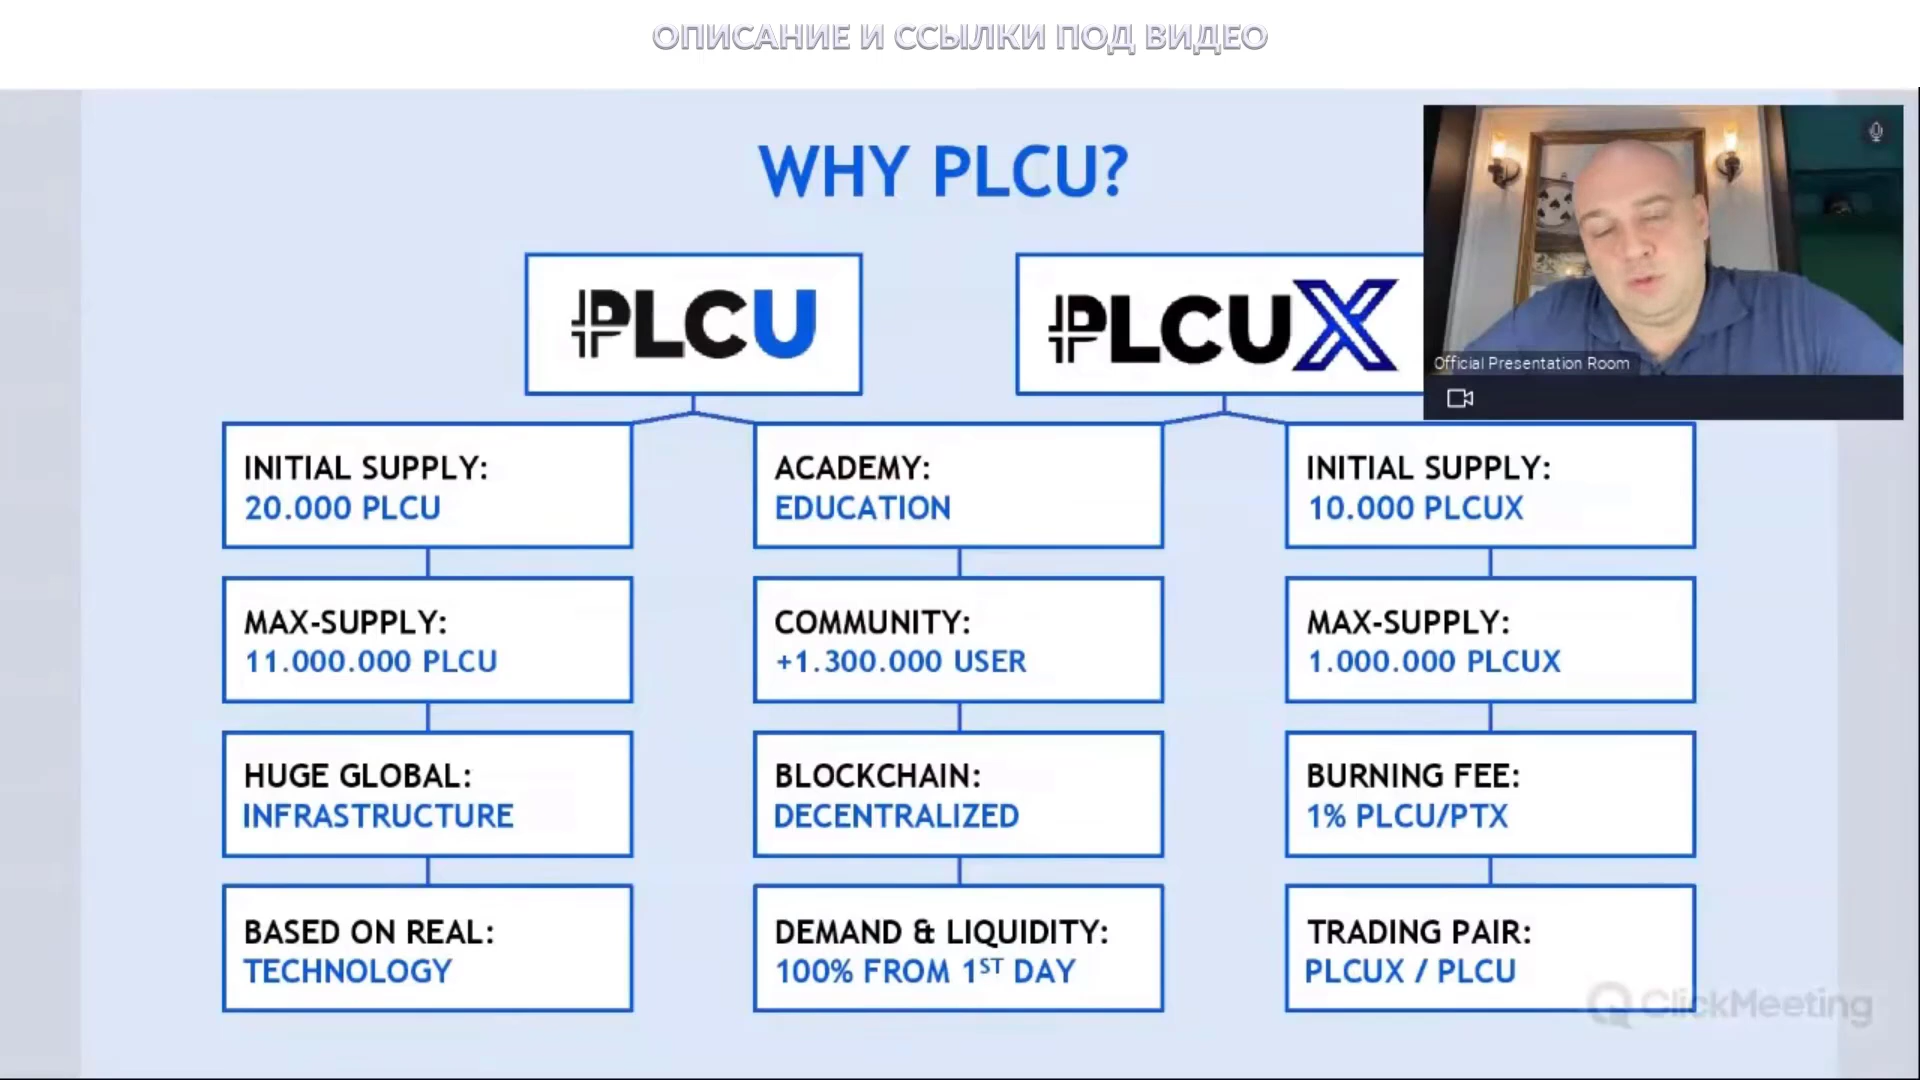 ОПИСАНИЕ И ССЫЛКИ ПОД ВИДЕО
WHY PLCU?
PLCU
PLCUX
Official Presentation Room
INITIAL SUPPLY:
20.000 PLCU
MAX-SUPPLY:
11.000.000 PLCU
HUGE GLOBAL:
INFRASTRUCTURE
BASED ON REAL:
TECHNOLOGY
ACADEMY:
EDUCATION
COMMUNITY:
+1.300.000 USER
BLOCKCHAIN:
DECENTRALIZED
DEMAND & LIQUIDITY:
100% FROM 1ST DAY
INITIAL SUPPLY:
10.000 PLCUX
MAX-SUPPLY:
1.000.000 PLCUX
BURNING FEE:
1% PLCU/PTX
TRADING PAIR:
PLCUX / PLCU
ClickMeeting